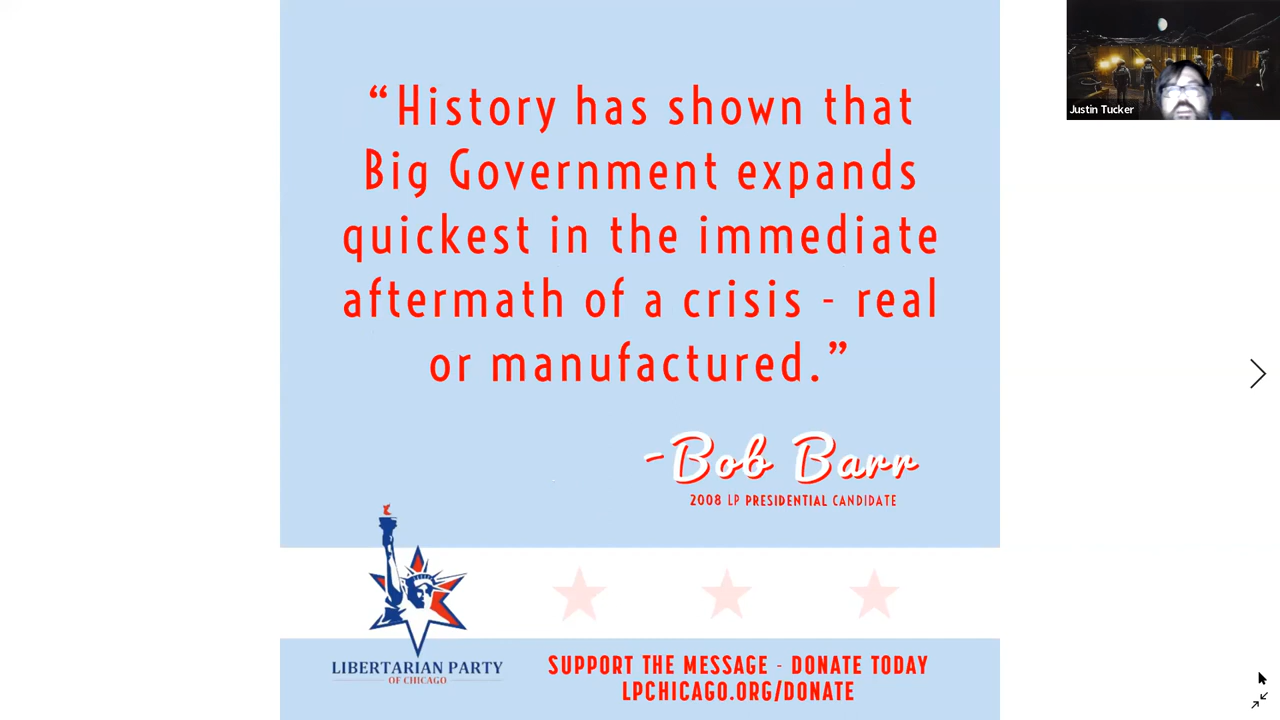 “History has shown that
Big Government expands
quickest in the immediate
aftermath of a crisis - real
or manufactured.”
-Bob Barr
2008 LP PRESIDENTIAL CANDIDATE
LIBERTARIAN PARTY
OF CHICAGO
SUPPORT THE MESSAGE - DONATE TODAY
LPCHICAGO.ORG/DONATE
Justin Tucker